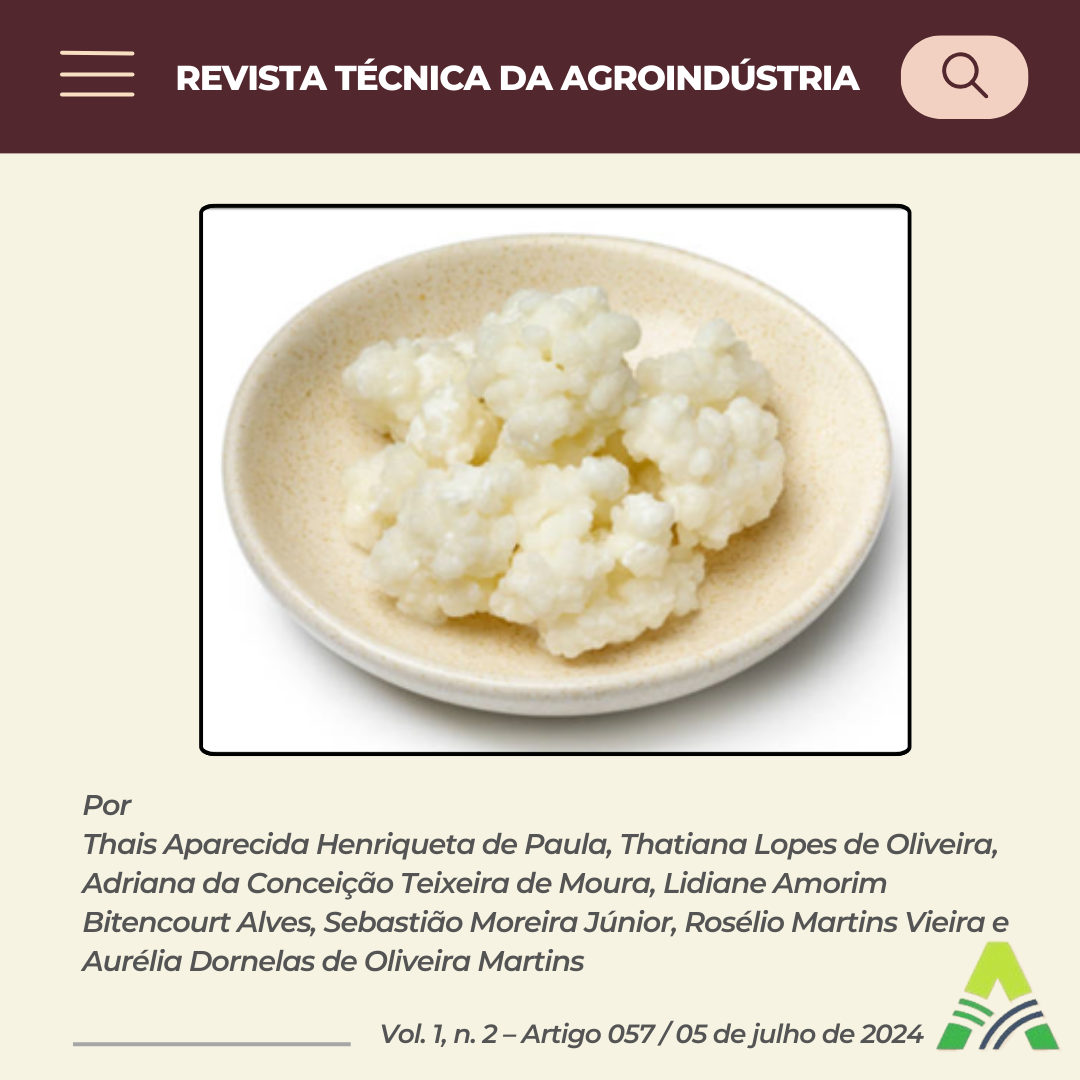 REVISTA TÉCNICA DA AGROINDÚSTRIA
Por
Thais Aparecida Henriqueta de Paula, Thatiana Lopes de Oliveira,
Adriana da Conceição Teixeira de Moura, Lidiane Amorim
Bitencourt Alves, Sebastião Moreira Júnior, Rosélio Martins Vieira e
Aurélia Dornelas de Oliveira Martins
Vol. 1, n. 2 – Artigo 057 / 05 de julho de 2024